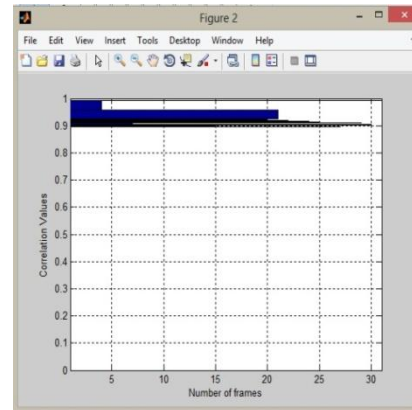 Figure 2
File Edit View Insert Tools Desktop Window Help
1
0.9
0.8
0.7
0.6
0.5
0.4
0.3
0.2
0.1
0
Correlation Values
5 10 15 20 25 30
Number of frames